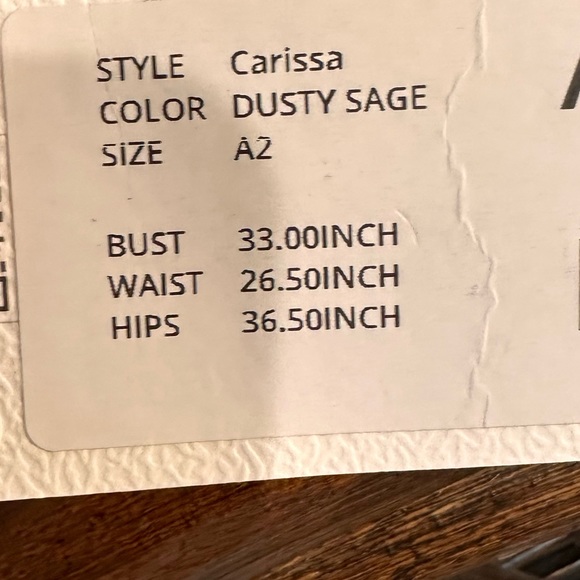 STYLE Carissa
COLOR DUSTY SAGE
SIZE A2
BUST 33.00INCH
WAIST 26.50INCH
HIPS 36.50INCH